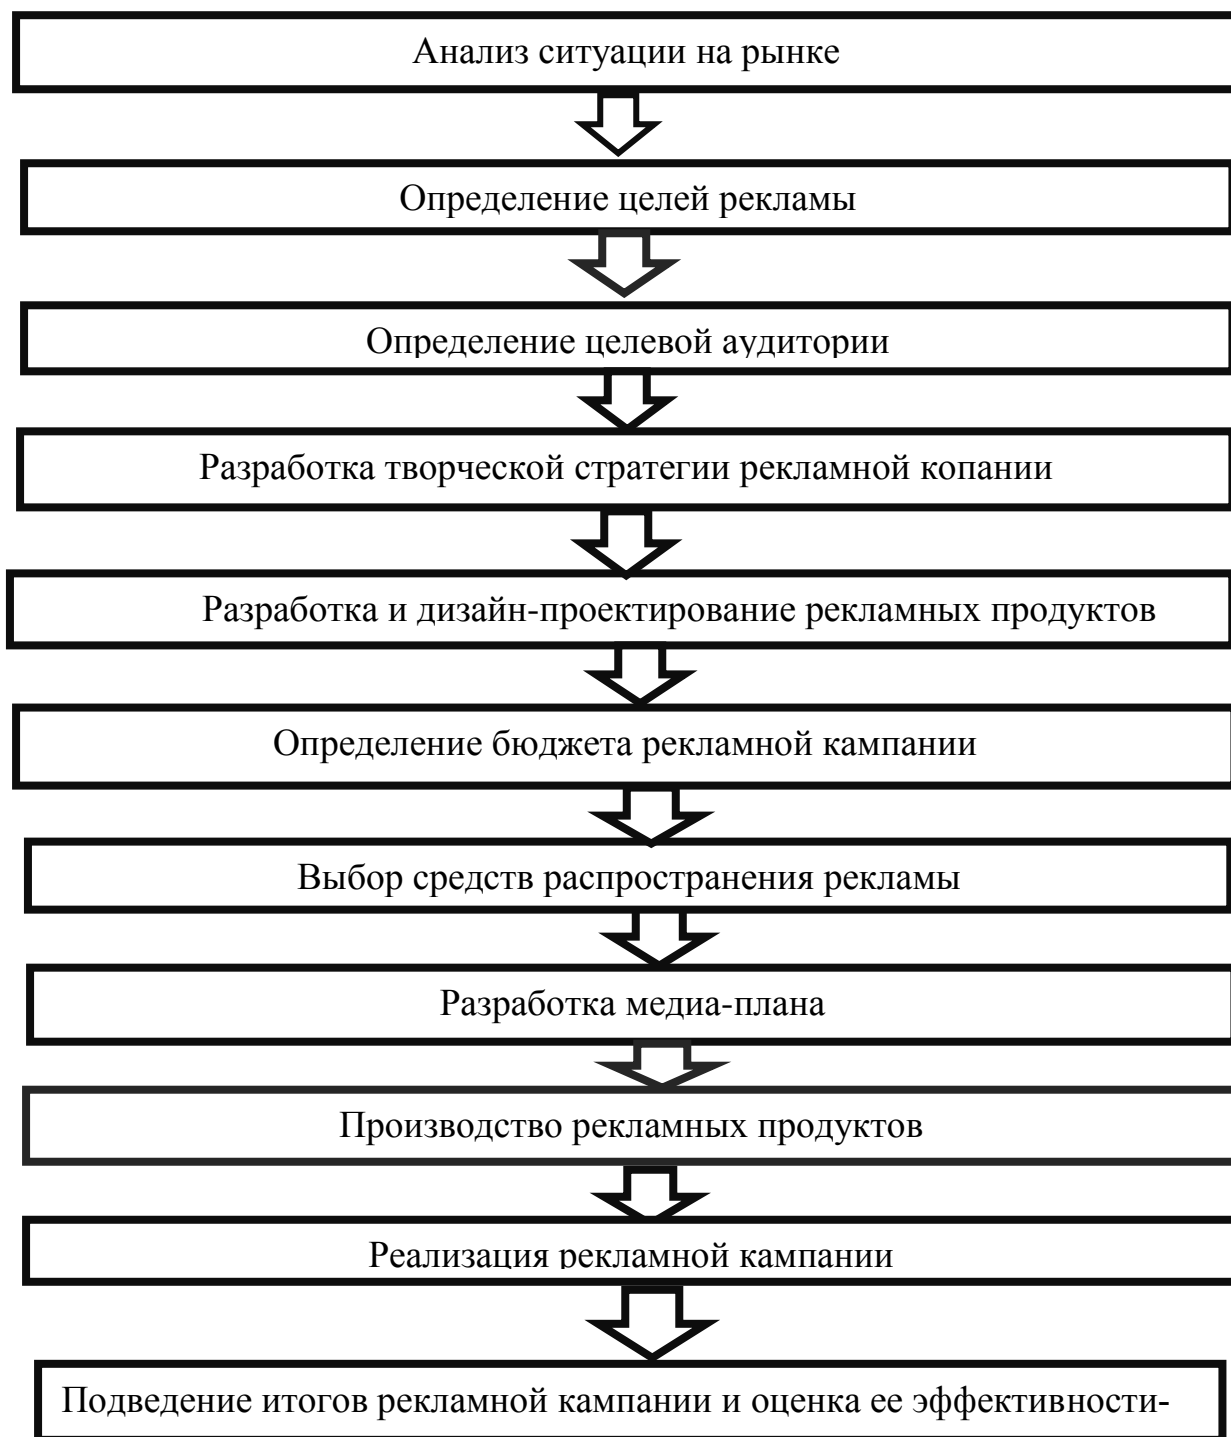 Анализ ситуации на рынке
Определение целей рекламы
Определение целевой аудитории
Разработка творческой стратегии рекламной копании
Разработка и дизайн-проектирование рекламных продуктов
Определение бюджета рекламной кампании
Выбор средств распространения рекламы
Разработка медиа-плана
Производство рекламных продуктов
Реализация рекламной кампании
Подведение итогов рекламной кампании и оценка ее эффективности-